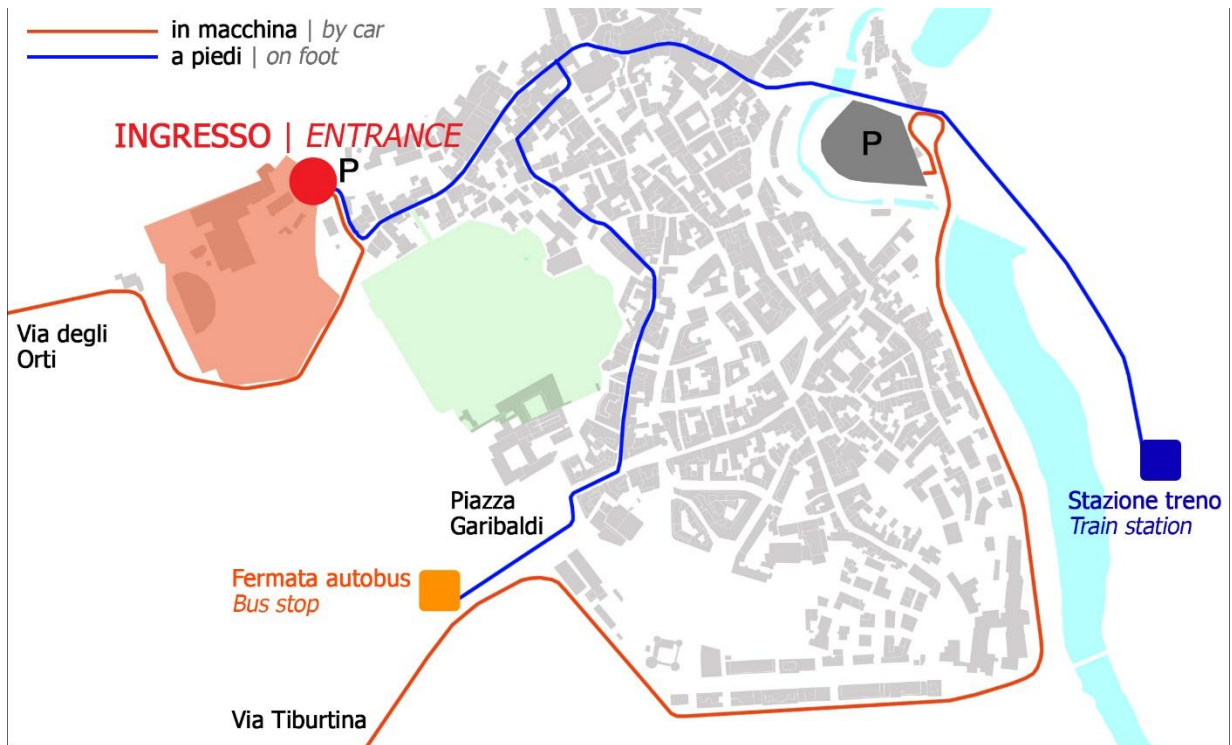 in macchina | by car
a piedi | on foot
INGRESSO | ENTRANCE
P
P
Via degli
Orti
Piazza
Garibaldi
Stazione treno
Train station
Fermata autobus
Bus stop
Via Tiburtina